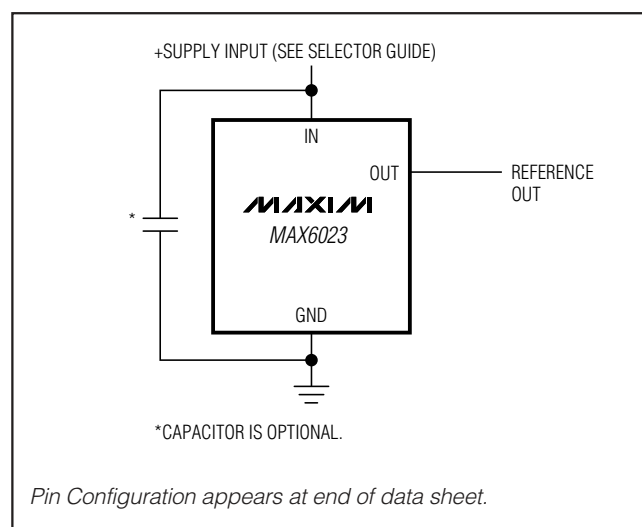 +SUPPLY INPUT (SEE SELECTOR GUIDE)
IN
OUT
REFERENCE
OUT
MAXIM
MAX6023
*
GND
*CAPACITOR IS OPTIONAL.
Pin Configuration appears at end of data sheet.